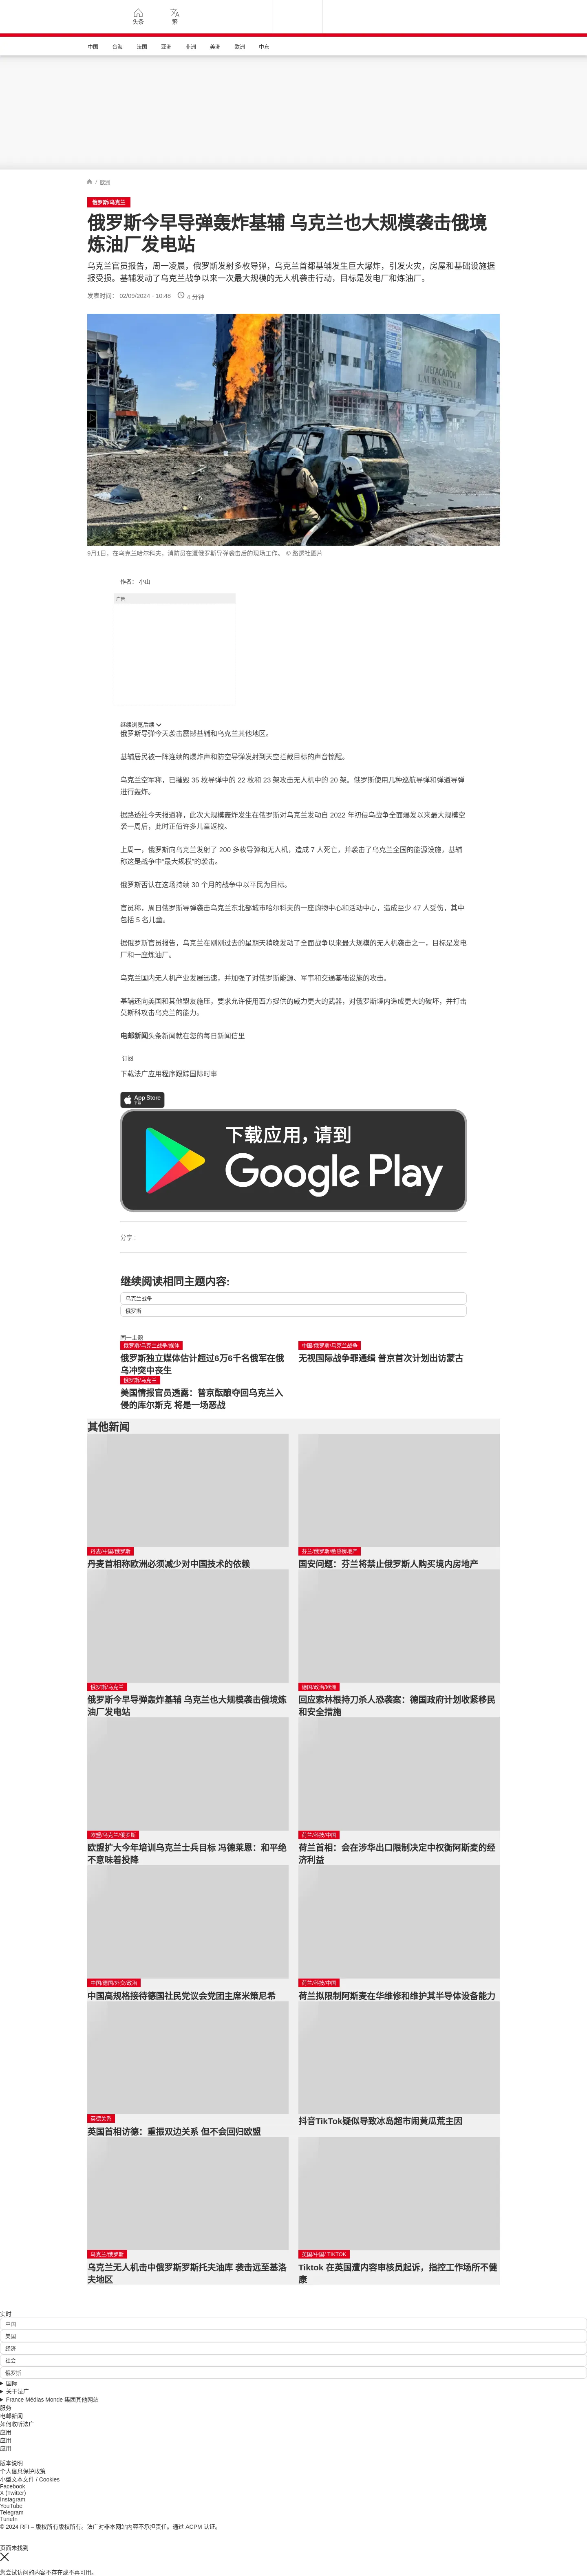 头条
繁
中国
台海
法国
亚洲
非洲
美洲
欧洲
中东
/ 欧洲
俄罗斯/乌克兰
俄罗斯今早导弹轰炸基辅 乌克兰也大规模袭击俄境
炼油厂发电站
乌克兰官员报告，周一凌晨，俄罗斯发射多枚导弹，乌克兰首都基辅发生巨大爆炸，引发火灾，房屋和基础设施据
报受损。基辅发动了乌克兰战争以来一次最大规模的无人机袭击行动，目标是发电厂和炼油厂。
发表时间： 02/09/2024 - 10:48 4 分钟
МЕГАСАЛОН
LAURA STYLE
9月1日，在乌克兰哈尔科夫，消防员在遭俄罗斯导弹袭击后的现场工作。 © 路透社图片
作者： 小山
广告
继续浏览后续
俄罗斯导弹今天袭击震撼基辅和乌克兰其他地区。
基辅居民被一阵连续的爆炸声和防空导弹发射到天空拦截目标的声音惊醒。
乌克兰空军称，已摧毁 35 枚导弹中的 22 枚和 23 架攻击无人机中的 20 架。俄罗斯使用几种巡航导弹和弹道导弹
进行轰炸。
据路透社今天报道称，此次大规模轰炸发生在俄罗斯对乌克兰发动自 2022 年初侵乌战争全面爆发以来最大规模空
袭一周后，此时正值许多儿童返校。
上周一，俄罗斯向乌克兰发射了 200 多枚导弹和无人机，造成 7 人死亡，并袭击了乌克兰全国的能源设施，基辅
称这是战争中“最大规模”的袭击。
俄罗斯否认在这场持续 30 个月的战争中以平民为目标。
官员称，周日俄罗斯导弹袭击乌克兰东北部城市哈尔科夫的一座购物中心和活动中心，造成至少 47 人受伤，其中
包括 5 名儿童。
据俄罗斯官员报告，乌克兰在刚刚过去的星期天稍晚发动了全面战争以来最大规模的无人机袭击之一，目标是发电
厂和一座炼油厂。
乌克兰国内无人机产业发展迅速，并加强了对俄罗斯能源、军事和交通基础设施的攻击。
基辅还向美国和其他盟友施压，要求允许使用西方提供的威力更大的武器，对俄罗斯境内造成更大的破坏，并打击
莫斯科攻击乌克兰的能力。
电邮新闻头条新闻就在您的每日新闻信里
订阅
下载法广应用程序跟踪国际时事
App Store
下载
下载应用，请到
Google Play
分享 :
继续阅读相同主题内容:
乌克兰战争
俄罗斯
同一主题
俄罗斯/乌克兰战争/媒体
俄罗斯独立媒体估计超过6万6千名俄军在俄
乌冲突中丧生
中国/俄罗斯/乌克兰战争
无视国际战争罪通缉 普京首次计划出访蒙古
俄罗斯/乌克兰
美国情报官员透露：普京酝酿夺回乌克兰入
侵的库尔斯克 将是一场恶战
其他新闻
丹麦/中国/俄罗斯
丹麦首相称欧洲必须减少对中国技术的依赖
芬兰/俄罗斯/敏感房地产
国安问题：芬兰将禁止俄罗斯人购买境内房地产
俄罗斯/乌克兰
俄罗斯今早导弹轰炸基辅 乌克兰也大规模袭击俄境炼
油厂发电站
德国/政治/欧洲
回应索林根持刀杀人恐袭案：德国政府计划收紧移民
和安全措施
欧盟/乌克兰/俄罗斯
欧盟扩大今年培训乌克兰士兵目标 冯德莱恩：和平绝
不意味着投降
荷兰/科技/中国
荷兰首相：会在涉华出口限制决定中权衡阿斯麦的经
济利益
中国/德国/外交/政治
中国高规格接待德国社民党议会党团主席米策尼希
荷兰/科技/中国
荷兰拟限制阿斯麦在华维修和维护其半导体设备能力
英德关系
英国首相访德：重振双边关系 但不会回归欧盟
抖音TikTok疑似导致冰岛超市闹黄瓜荒主因
乌克兰/俄罗斯
乌克兰无人机击中俄罗斯罗斯托夫油库 袭击远至基洛
夫地区
英国/中国/ TIKTOK
Tiktok 在英国遭内容审核员起诉，指控工作场所不健
康
实时
中国
美国
经济
社会
俄罗斯
国际
关于法广
France Médias Monde 集团其他网站
服务
电邮新闻
如何收听法广
应用
应用
应用
版本说明
个人信息保护政策
小型文本文件 / Cookies
Facebook
X (Twitter)
Instagram
YouTube
Telegram
TuneIn
© 2024 RFI – 版权所有版权所有。法广对非本网站内容不承担责任。通过 ACPM 认证。
页面未找到
您尝试访问的内容不存在或不再可用。